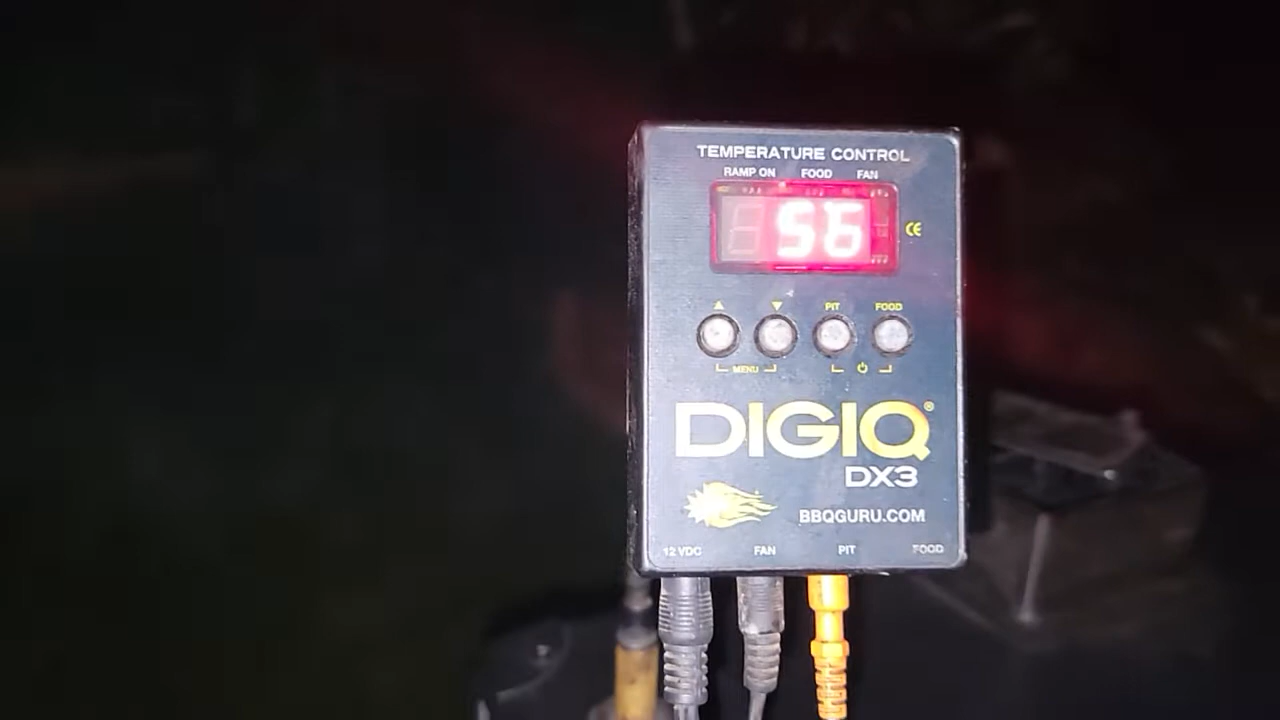 TEMPERATURE CONTROL
RAMP ON FOOD FAN
56
CE
▲ ▼ PIT FOOD
MENU
DIGIQ®
DX3
BBQGURU.COM
12 VDC FAN PIT FOOD